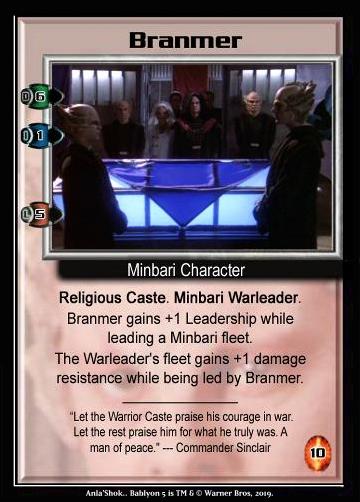 Branmer
D 6
I 1
L 5
Minbari Character
Religious Caste. Minbari Warleader.
Branmer gains +1 Leadership while
leading a Minbari fleet.
The Warleader's fleet gains +1 damage
resistance while being led by Branmer.
“Let the Warrior Caste praise his courage in war.
Let the rest praise him for what he truly was. A
man of peace.” --- Commander Sinclair
10
Anla'Shok.. Bablyon 5 is TM & © Warner Bros, 2019.